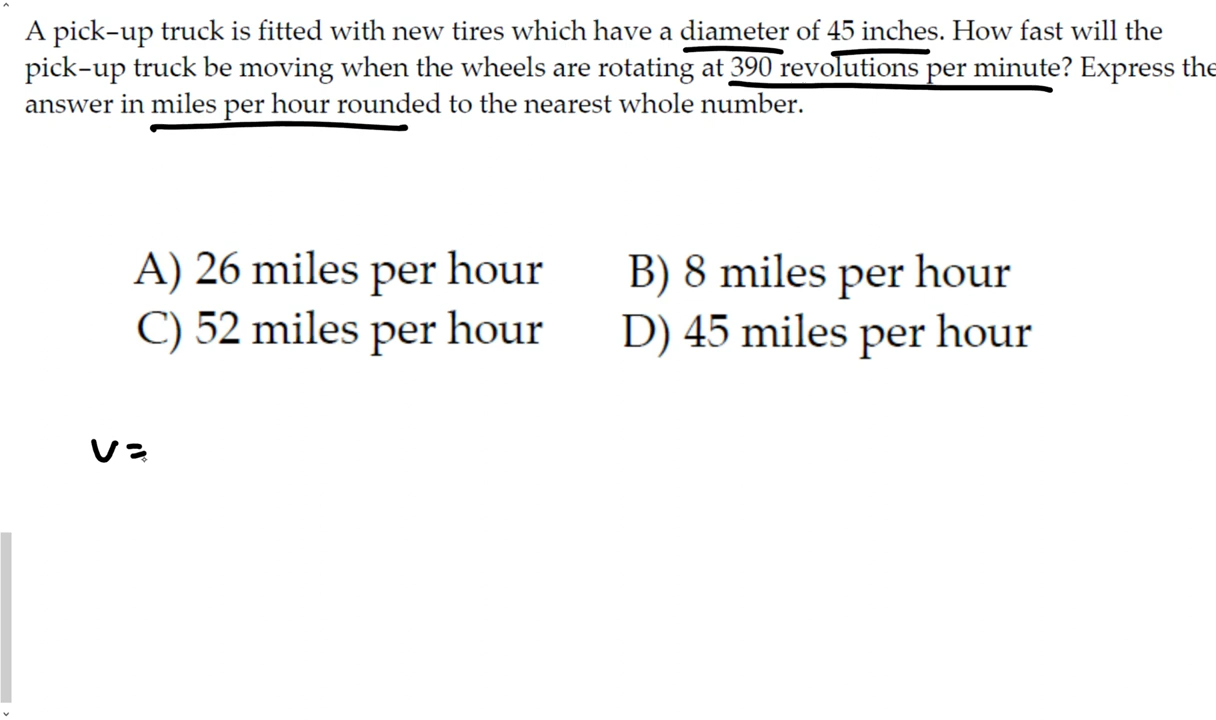 A pick-up truck is fitted with new tires which have a diameter of 45 inches. How fast will the
pick-up truck be moving when the wheels are rotating at 390 revolutions per minute? Express the
answer in miles per hour rounded to the nearest whole number.
A) 26 miles per hour B) 8 miles per hour
C) 52 miles per hour D) 45 miles per hour
v=